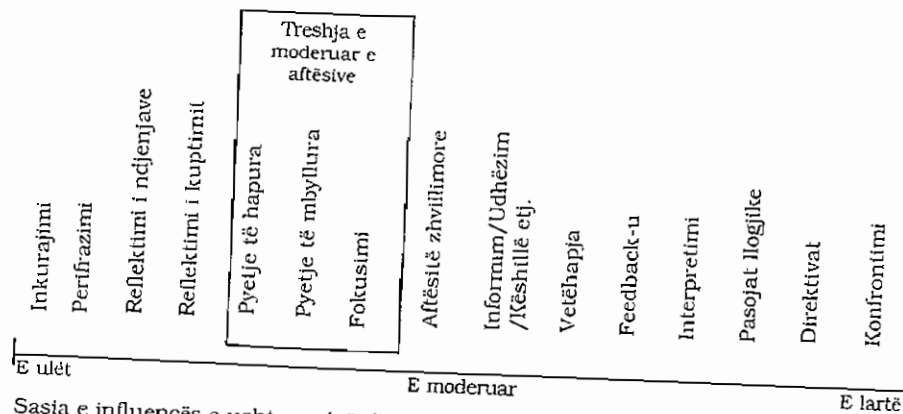 Treshja e
moderuar e
aftësive
Inkurajimi
Perifrazimi
Reflektimi i ndjenjave
Reflektimi i kuptimit
Pyetje të hapura
Pyetje të mbyllura
Fokusimi
Aftësitë zhvillimore
Informim/Udhëzim
/Këshillë etj.
Vetëhapja
Feedback-u
Interpretimi
Pasojat llogjike
Direktivat
Konfrontimi
E ulët
E moderuar
E lartë
Sasia e influencës e